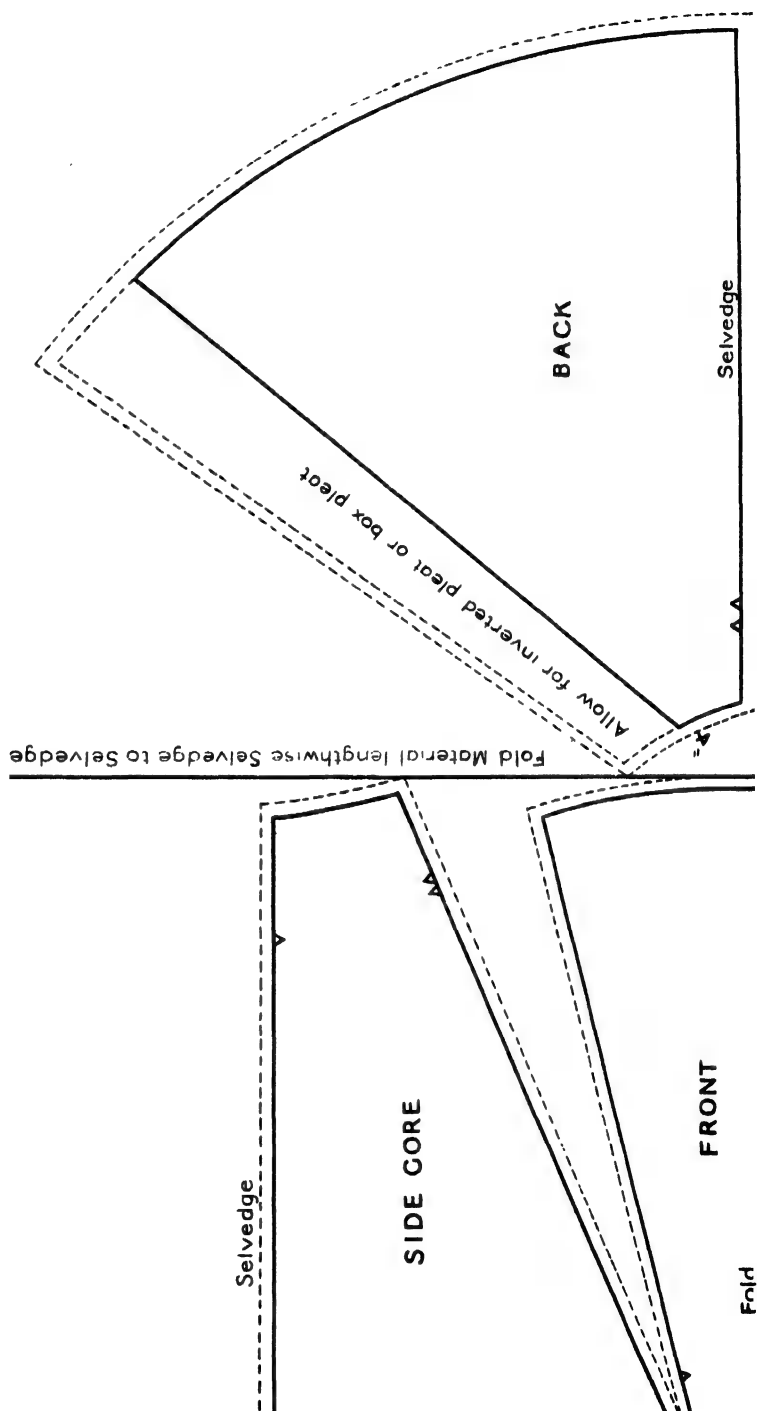 BACK
Selvedge
Allow for inverted pleat or box pleat
4"
Fold Material lengthwise Selvedge to Selvedge
SIDE GORE
Selvedge
FRONT
Fold